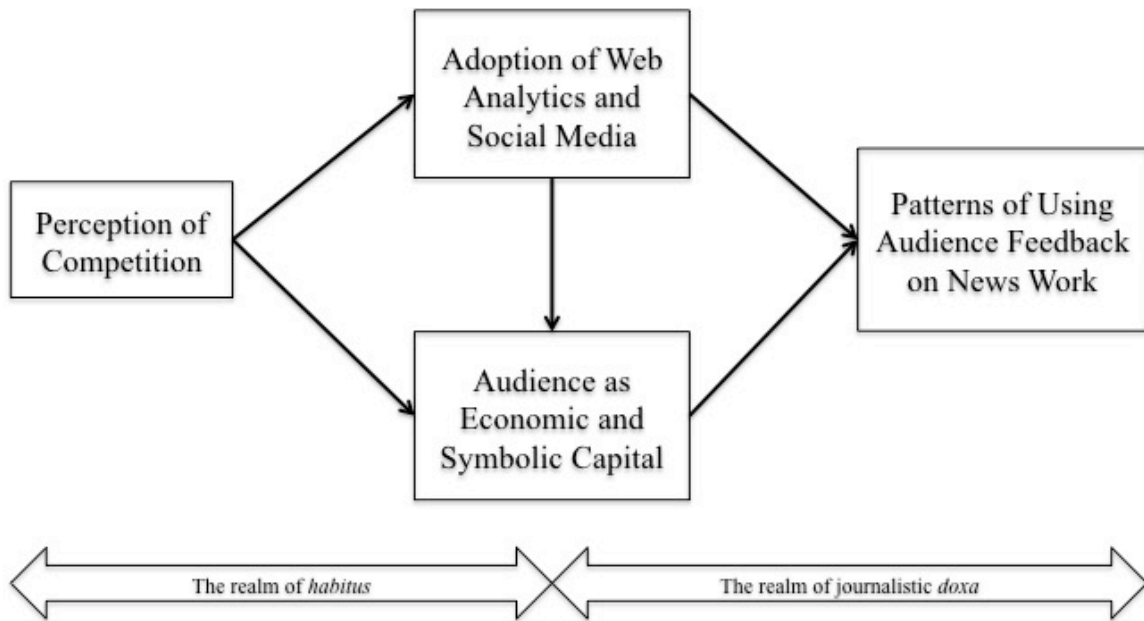 Adoption of Web
Analytics and
Social Media
Perception of
Competition
Patterns of Using
Audience Feedback
on News Work
Audience as
Economic and
Symbolic Capital
The realm of habitus
The realm of journalistic doxa